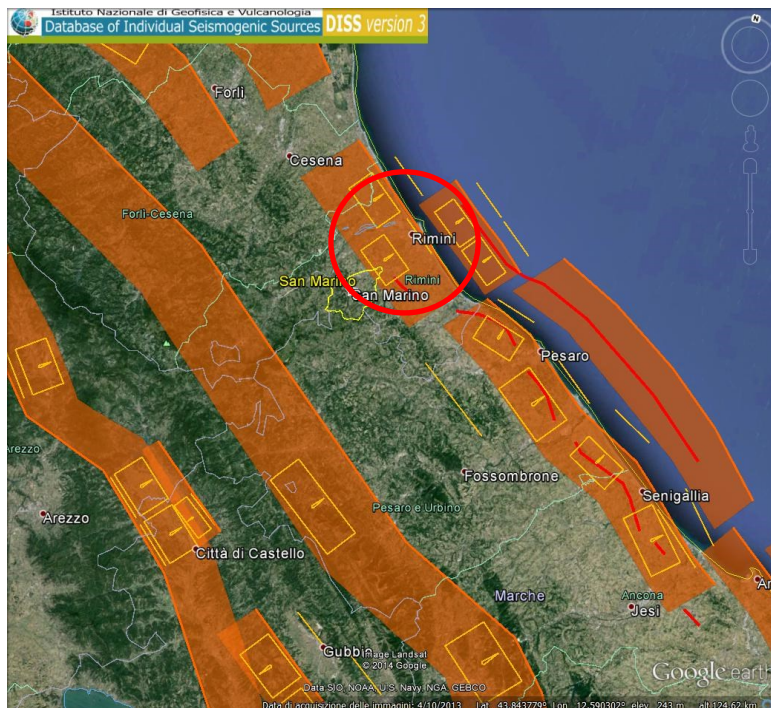 Istituto Nazionale di Geofisica e Vulcanologia
Database of Individual Seismogenic Sources DISS version 3
N
Forlì
Cesena
Forlì-Cesena
Rimini
San Marino Rimini
San Marino
Pesaro
Arezzo
Fossombrone
Senigallia
Pesaro e Urbino
Arezzo
Città di Castello
An
Marche
Ancona
Jesi
Gubbio
Image Landsat
© 2014 Google
Google earth
Data SIO, NOAA, U.S. Navy, NGA, GEBCO
Data di acquisizione delle immagini: 4/10/2013 Lat 43.843779° Lon 12.590302° elev 243 m alt 124.62 km